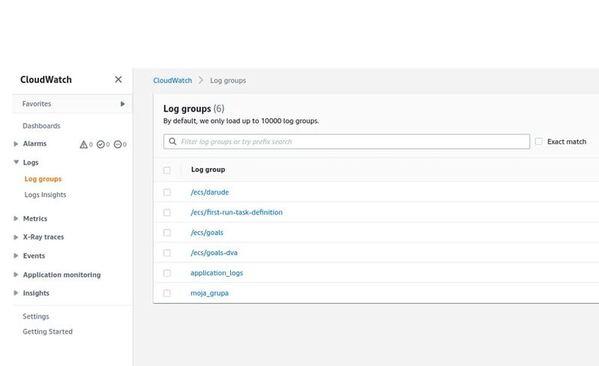 CloudWatch
Favorites
Dashboards
Alarms 0 0 0
Logs
Log groups
Logs Insights
Metrics
X-Ray traces
Events
Application monitoring
Insights
Settings
Getting Started
CloudWatch Log groups
Log groups (6)
By default, we only load up to 10000 log groups.
Filter log groups or try prefix search Exact match
Log group
/ecs/darude
/ecs/first-run-task-definition
/ecs/goals
/ecs/goals-dva
application_logs
moja_grupa